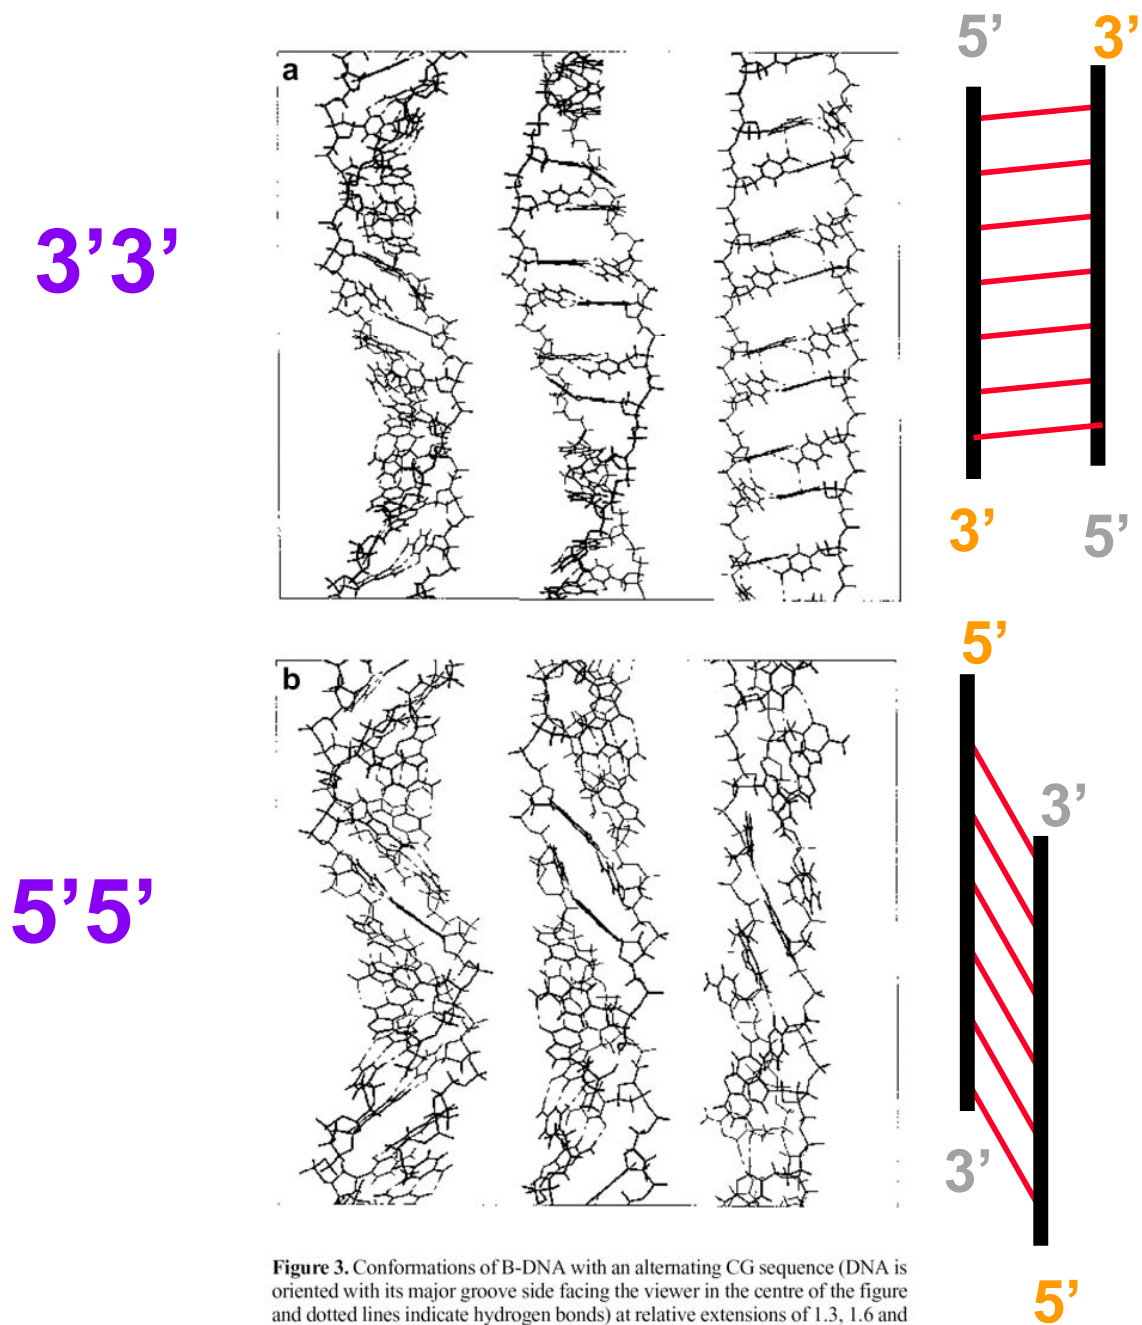 5’
3’
a
3’3’
3’
5’
5’
b
3’
5’5’
3’
Figure 3. Conformations of B-DNA with an alternating CG sequence (DNA is
oriented with its major groove side facing the viewer in the centre of the figure
and dotted lines indicate hydrogen bonds) at relative extensions of 1.3, 1.6 and
5’